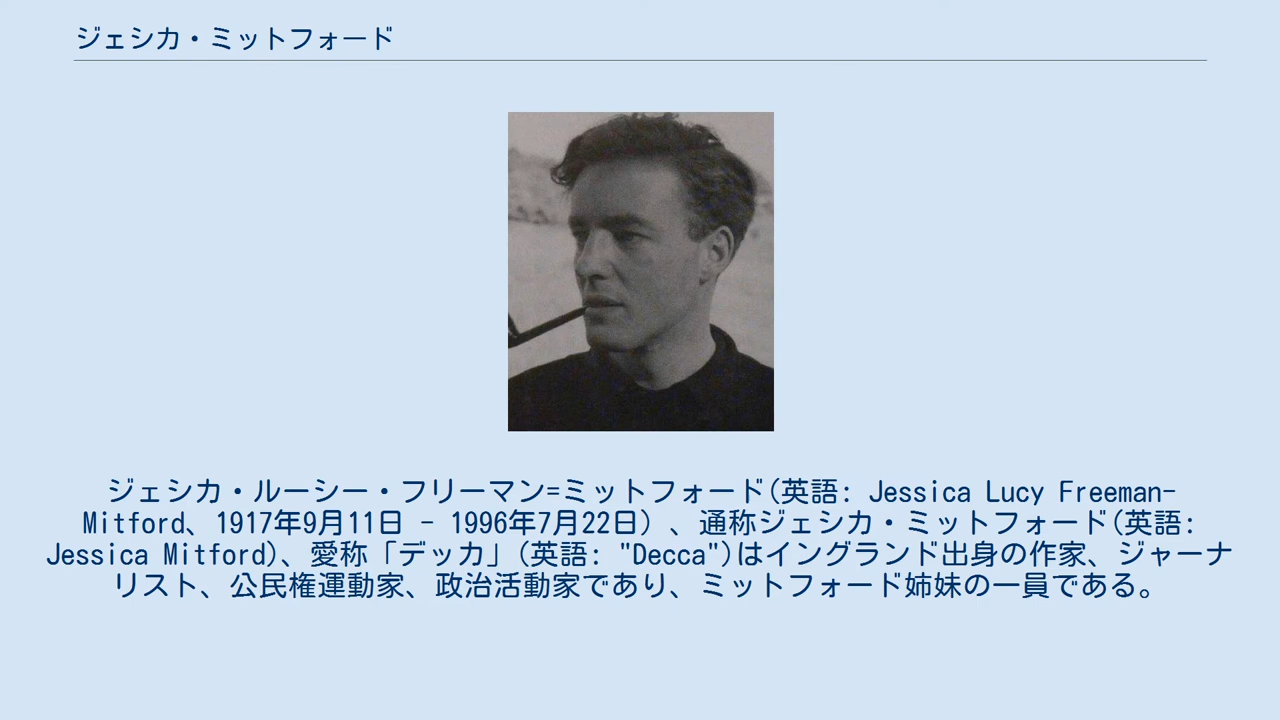 ジェシカ・ミットフォード
ジェシカ・ルーシー・フリーマン=ミットフォード(英語: Jessica Lucy Freeman-
Mitford、1917年9月11日 - 1996年7月22日) 、通称ジェシカ・ミットフォード(英語:
Jessica Mitford)、愛称「デッカ」(英語: "Decca")はイングランド出身の作家、ジャーナ
リスト、公民権運動家、政治活動家であり、ミットフォード姉妹の一員である。